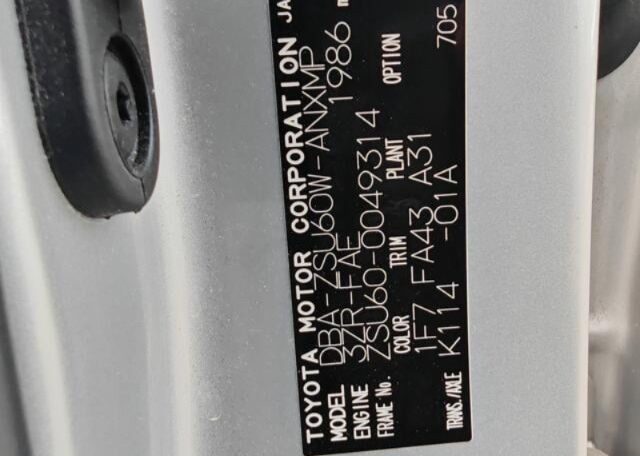 TOYOTA MOTOR CORPORATION JA
MODEL DBA-ZSU60W-ANXMP
ENGINE 3ZR-FAE 1986
FRAME No. ZSU60-0049314
COLOR TRIM PLANT OPTION
1F7 FA43 A31
TRANS./AXLE K114 -01A 705